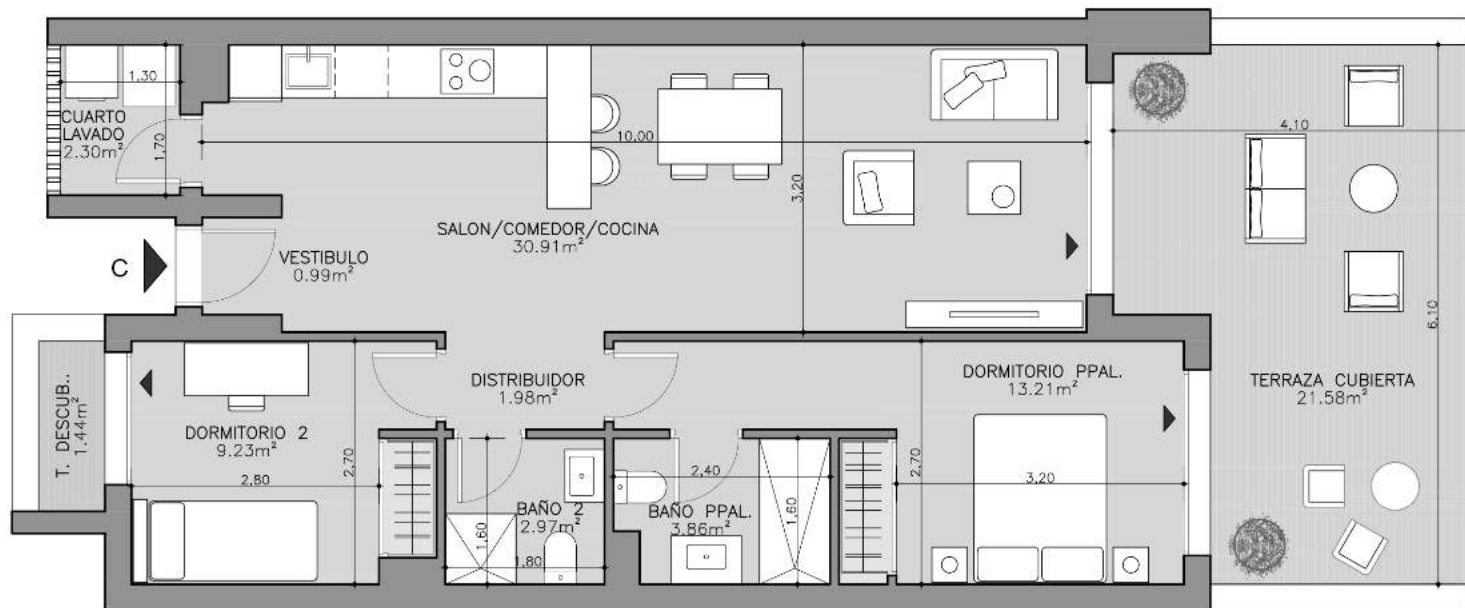 1,30
CUARTO
LAVADO
2.30m²
1,70
10,00
3,20
4,10
SALON/COMEDOR/COCINA
30.91m²
C
VESTIBULO
0.99m²
6,10
DISTRIBUIDOR
1.98m²
DORMITORIO PPAL.
13.21m²
TERRAZA CUBIERTA
21.58m²
T. DESCUB..
1.44m²
DORMITORIO 2
9.23m²
2,80
2,70
BAÑO 2
2.97m²
1,60
1,80
2,40
BAÑO PPAL.
3.86m²
1,60
2,70
3,20